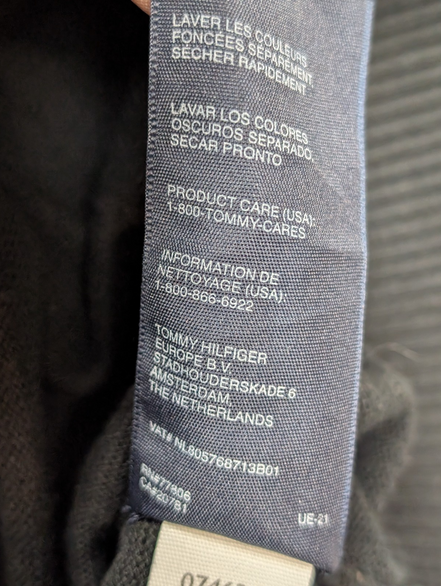 LAVER LES COULEURS
FONCÉES SÉPARÉMENT,
SÉCHER RAPIDEMENT
LAVAR LOS COLORES
OSCUROS SEPARADO,
SECAR PRONTO
PRODUCT CARE (USA):
1-800-TOMMY-CARES
INFORMATION DE
NETTOYAGE (USA):
1-800-866-6922
TOMMY HILFIGER
EUROPE B.V.
STADHOUDERSKADE 6
AMSTERDAM
THE NETHERLANDS
VAT# NL805768713B01
RN#77806
CA#20781
UE-21